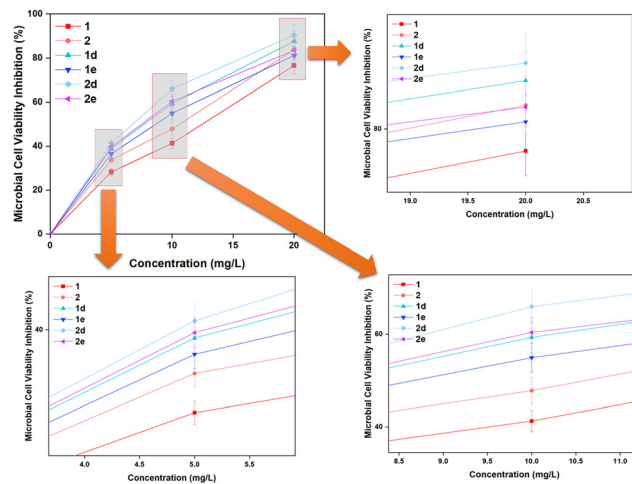 Microbial Cell Viability Inhibition (%)
100
80
60
40
20
0
1
2
1d
1e
2d
2e
0
5
10
15
20
Concentration (mg/L)
Microbial Cell Viability Inhibition (%)
80
1
2
1d
1e
2d
2e
19.0
19.5
20.0
20.5
Concentration (mg/L)
Microbial Cell Viability Inhibition (%)
40
1
2
1d
1e
2d
2e
4.0
4.5
5.0
5.5
Concentration (mg/L)
Microbial Cell Viability Inhibition (%)
60
40
1
2
1d
1e
2d
2e
8.5
9.0
9.5
10.0
10.5
11.0
Concentration (mg/L)